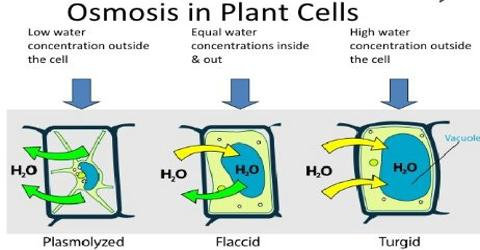 Osmosis in Plant Cells
Low water
concentration outside
the cell
Equal water
concentrations inside
& out
High water
concentration outside
the cell
H₂O
H₂O
H₂O
H₂O
H₂O
Vacuole
Plasmolyzed
Flaccid
Turgid